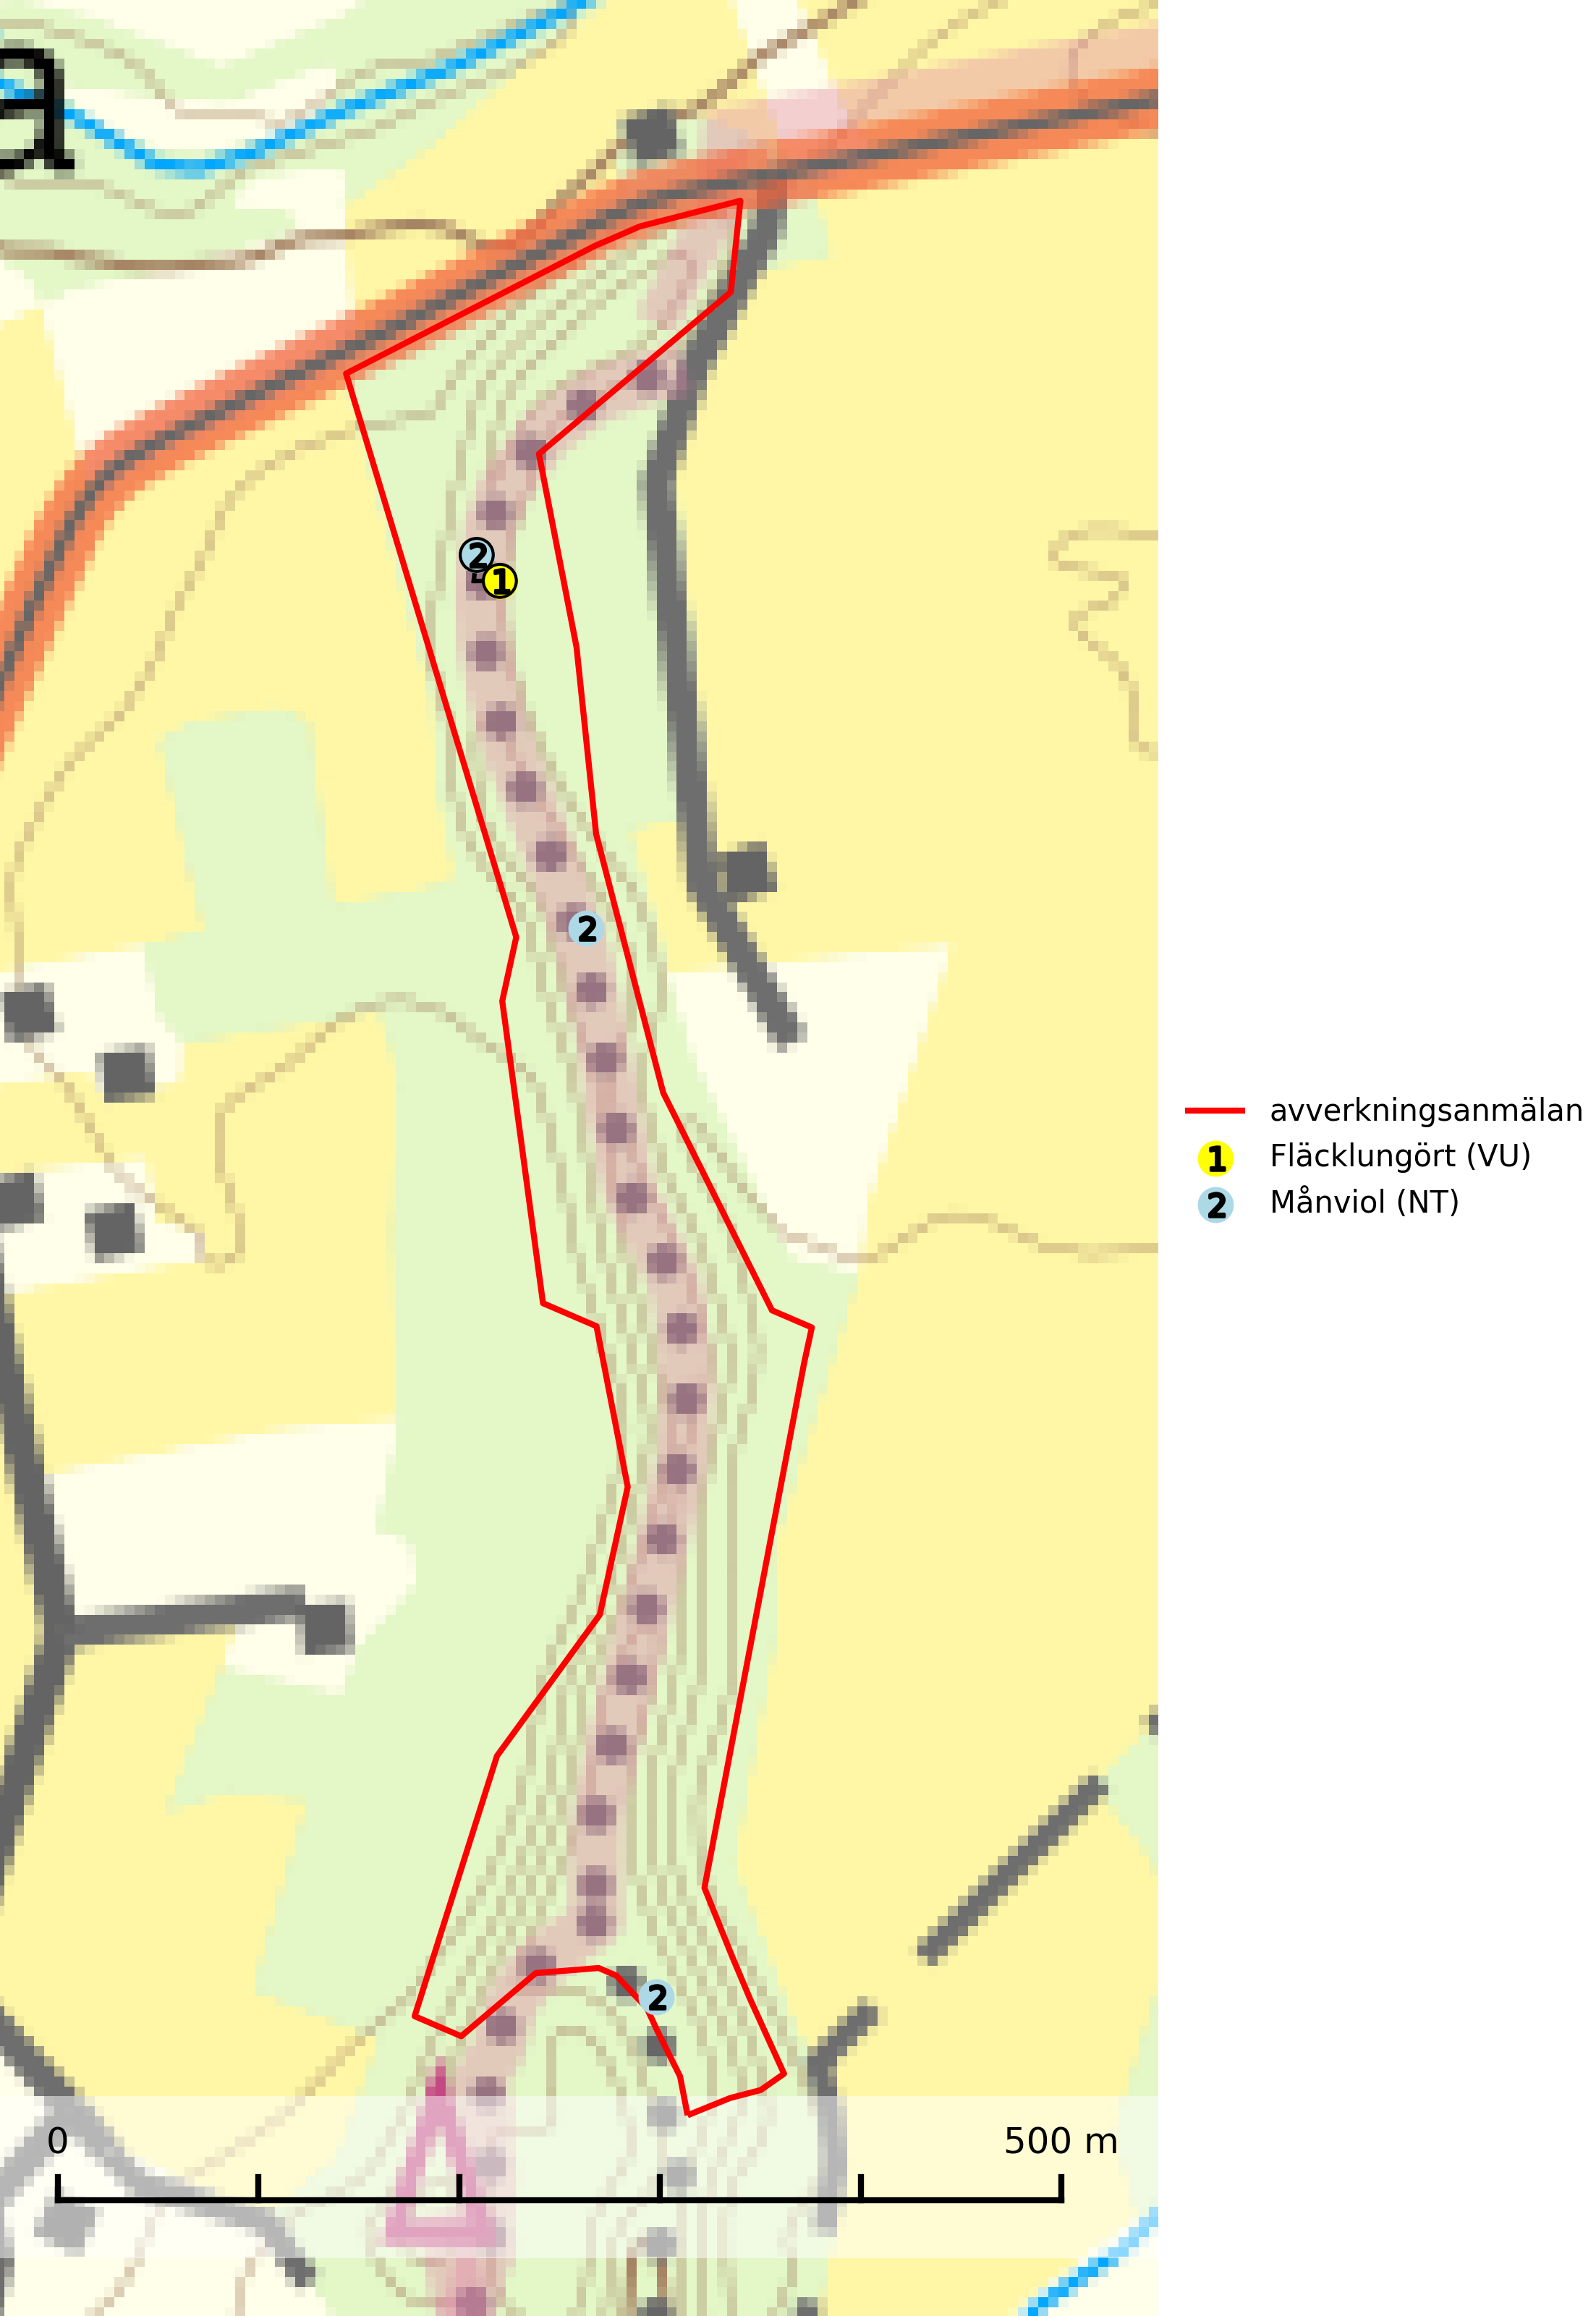 a
2
1
2
avverkningsanmälan
1 Fläcklungört (VU)
2 Månviol (NT)
2
0 500 m